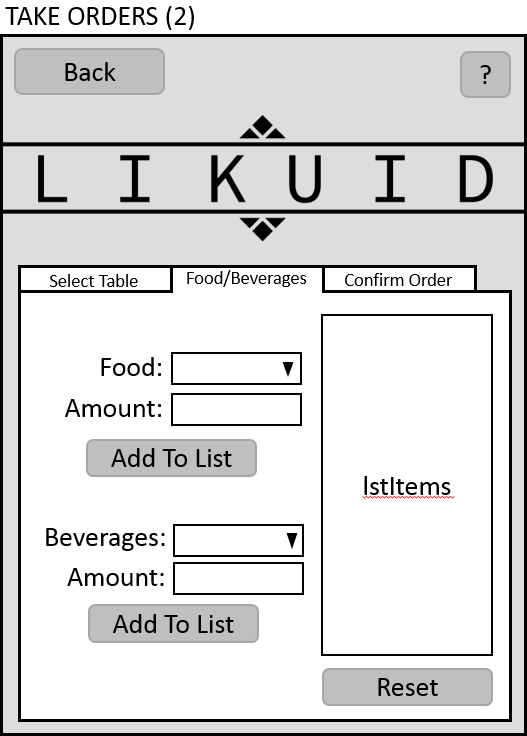 TAKE ORDERS (2)
Back
?
L I K U I D
Select Table
Food/Beverages
Confirm Order
Food:
Amount:
Add To List
lstItems
Beverages:
Amount:
Add To List
Reset